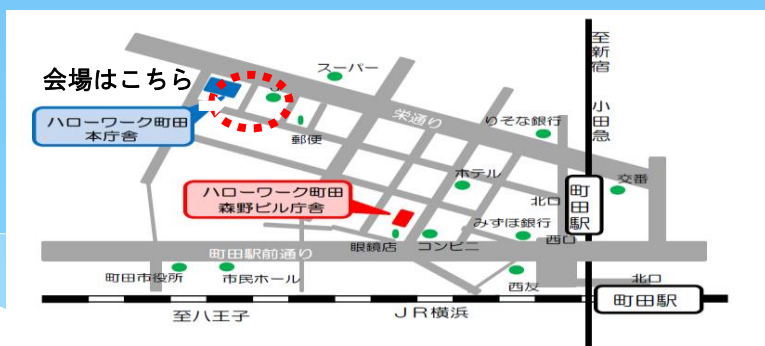 会場はこちら
スーパー
至新宿
小田急
ハローワーク町田
本庁舎
郵便
栄通り
りそな銀行
ホテル
交番
ハローワーク町田
森野ビル庁舎
北口
町田駅
みずほ銀行
西口
眼鏡店
コンビニ
町田駅前通り
町田市役所
市民ホール
西友
北口
町田駅
至八王子
JR横浜